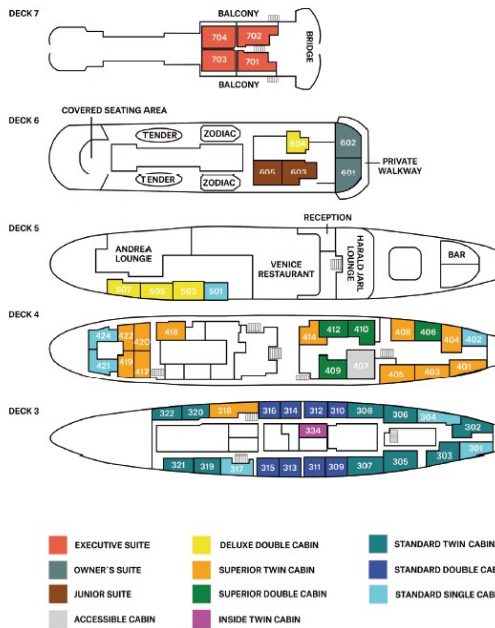 DECK 7
BALCONY
704
702
703
701
BRIDGE
BALCONY
COVERED SEATING AREA
DECK 6
TENDER
ZODIAC
604
602
605
603
601
PRIVATE
WALKWAY
TENDER
ZODIAC
DECK 5
RECEPTION
ANDREA
LOUNGE
VENICE
RESTAURANT
HARALD JARL
LOUNGE
BAR
507
505
503
501
DECK 4
424
422
420
418
414
412
410
408
406
404
402
421
419
417
409
407
405
403
401
DECK 3
322
320
318
316
314
312
310
308
306
304
302
334
321
319
317
315
313
311
309
307
305
303
301
EXECUTIVE SUITE
DELUXE DOUBLE CABIN
STANDARD TWIN CABIN
OWNER'S SUITE
SUPERIOR TWIN CABIN
STANDARD DOUBLE CAB
JUNIOR SUITE
SUPERIOR DOUBLE CABIN
STANDARD SINGLE CAB
ACCESSIBLE CABIN
INSIDE TWIN CABIN